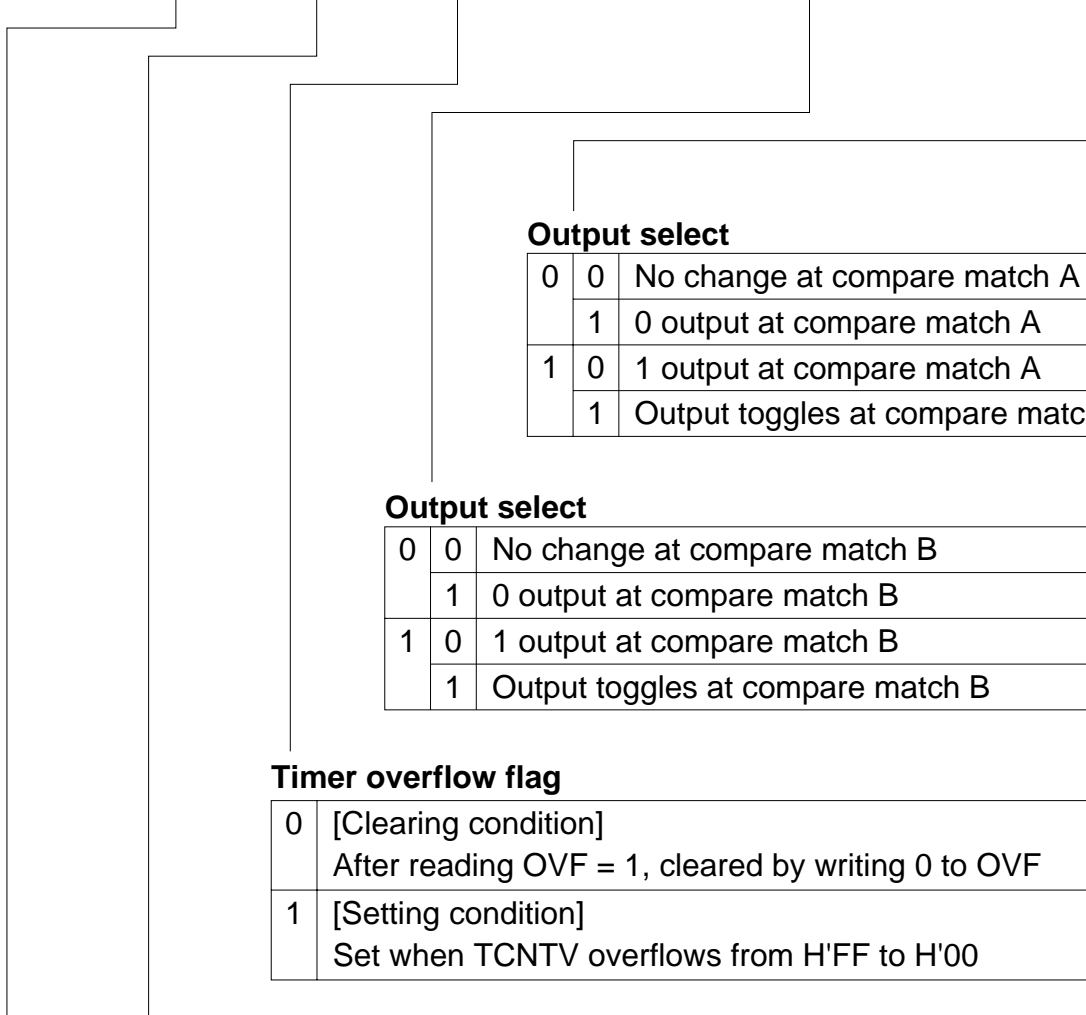 Output select
0 0 No change at compare match A
1 0 output at compare match A
1 0 1 output at compare match A
1 Output toggles at compare
Output select
0 0 No change at compare match B
1 0 output at compare match B
1 0 1 output at compare match B
1 Output toggles at compare match B
Timer overflow flag
0 [Clearing condition]
After reading OVF = 1, cleared by writing 0 to OVF
1 [Setting condition]
Set when TCNTV overflows from H'FF to H'00